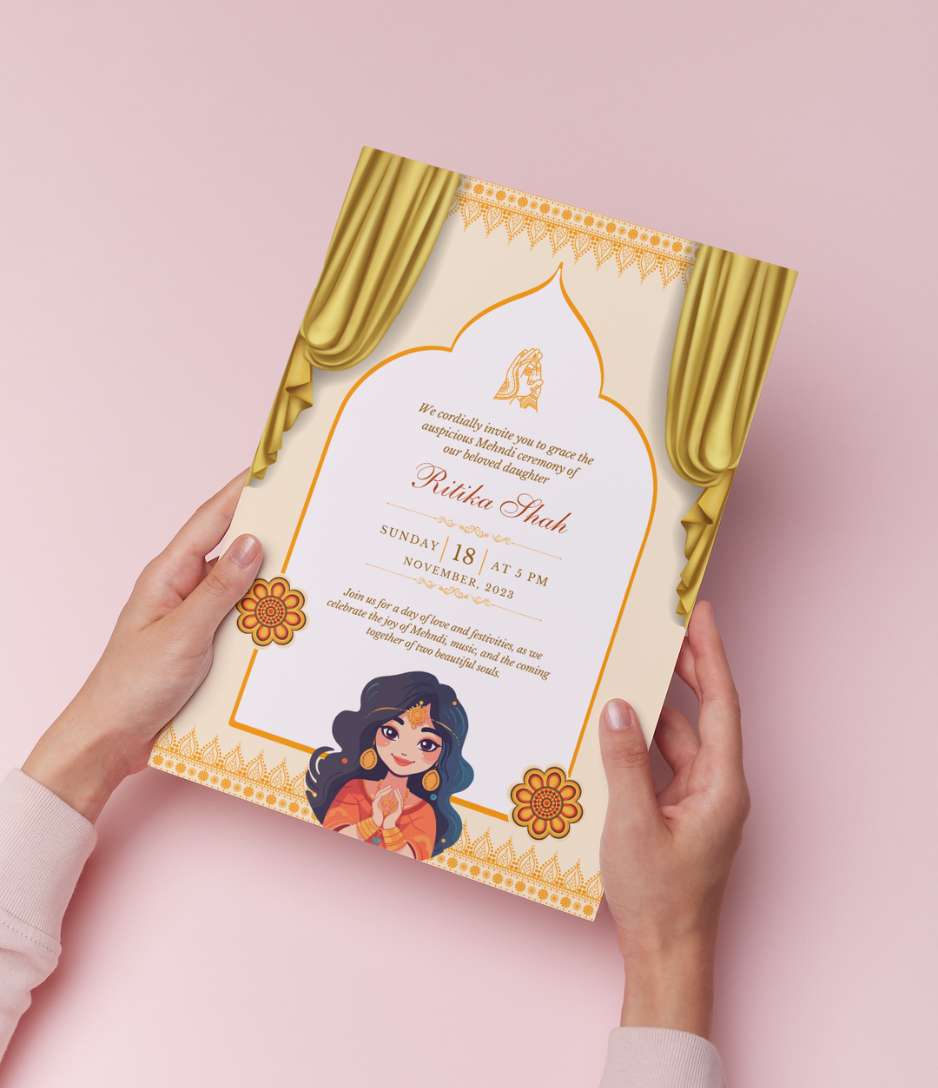 We cordially invite you to grace the
auspicious Mehndi ceremony of
our beloved daughter
Ritika Shah
SUNDAY 18 AT 5 PM
NOVEMBER, 2023
Join us for a day of love and festivities, as we
celebrate the joy of Mehndi, music, and the coming
together of two beautiful souls.